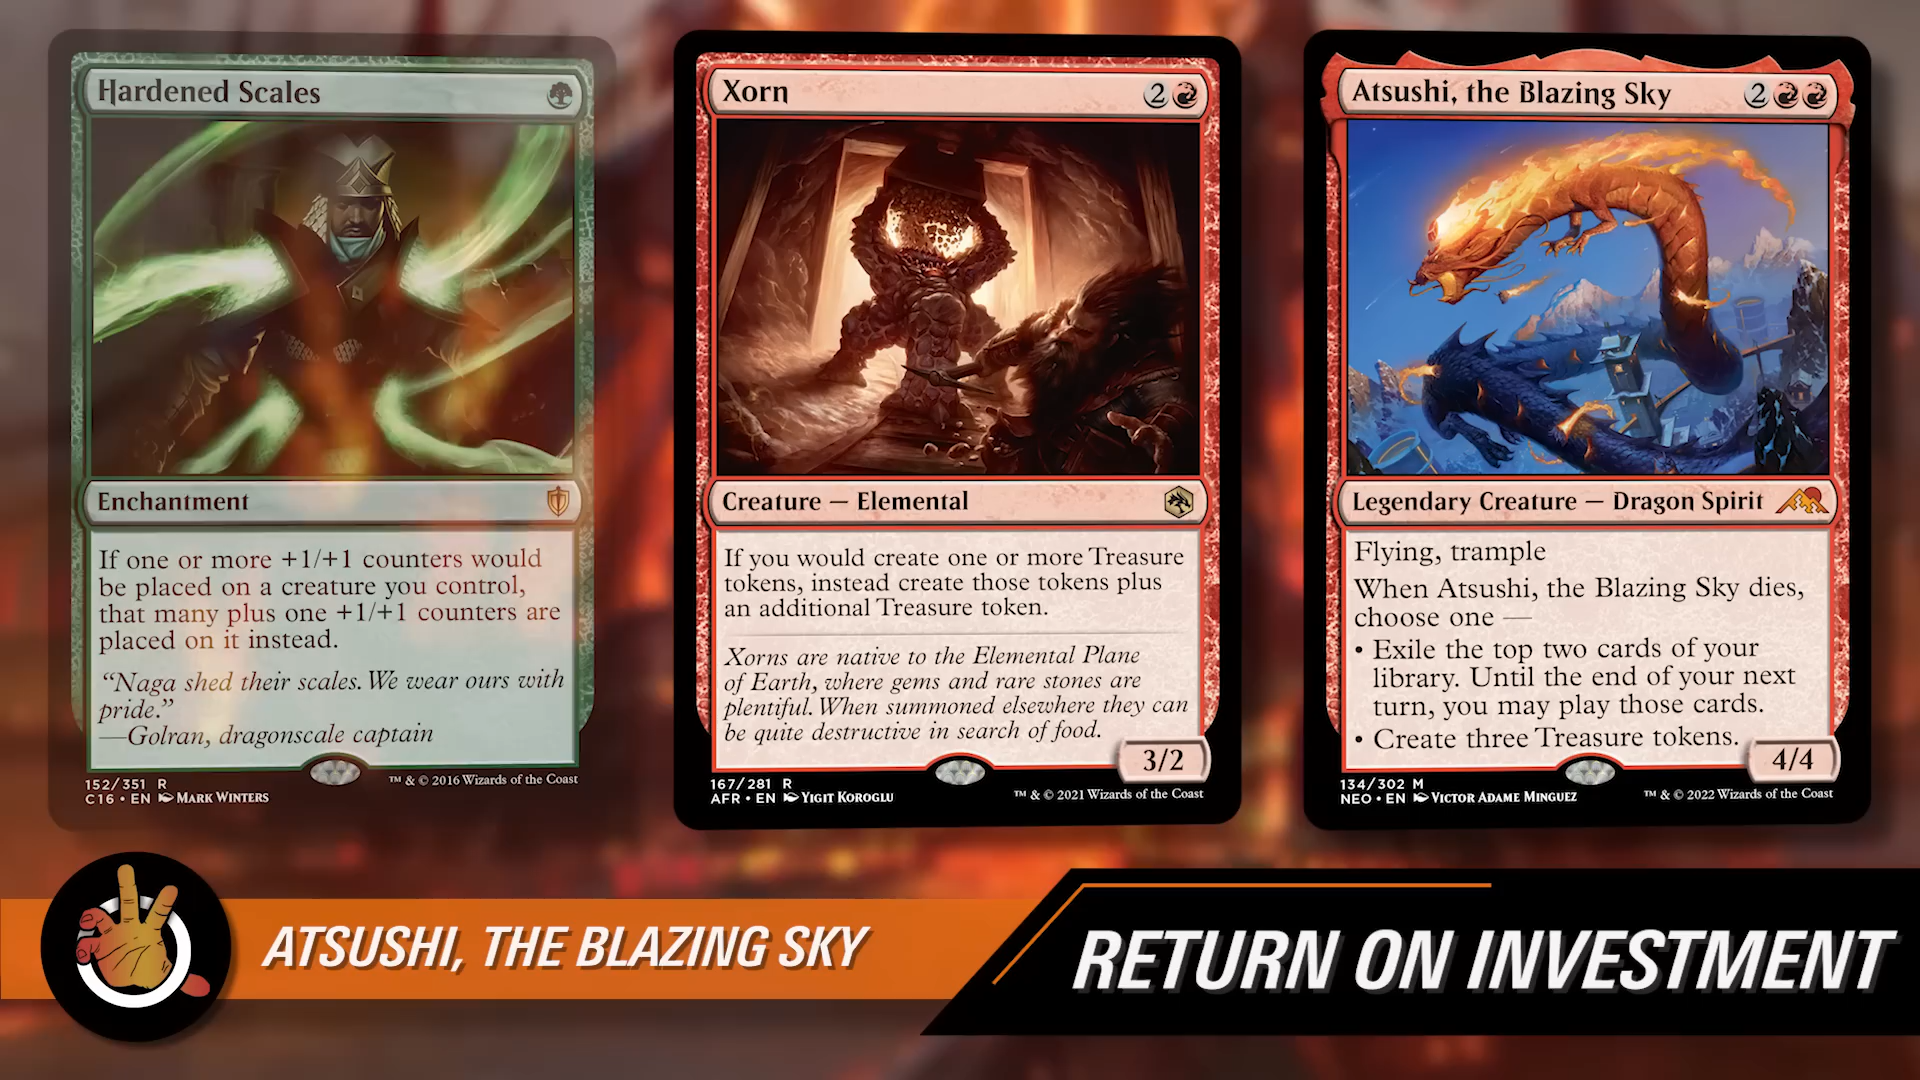 Hardened Scales
Enchantment
If one or more +1/+1 counters would
be placed on a creature you control,
that many plus one +1/+1 counters are
placed on it instead.
“Naga shed their scales. We wear ours with
pride.”
—Golran, dragonscale captain
152/351 R
C16 • EN Mark Winters
™ & © 2016 Wizards of the Coast
Xorn
2
Creature — Elemental
If you would create one or more Treasure
tokens, instead create those tokens plus
an additional Treasure token.
Xorns are native to the Elemental Plane
of Earth, where gems and rare stones are
plentiful. When summoned elsewhere they can
be quite destructive in search of food.
3/2
167/281 R
AFR • EN Yigit Koroglu
™ & © 2021 Wizards of the Coast
Atsushi, the Blazing Sky
2
Legendary Creature — Dragon Spirit
Flying, trample
When Atsushi, the Blazing Sky dies,
choose one —
• Exile the top two cards of your
library. Until the end of your next
turn, you may play those cards.
• Create three Treasure tokens.
4/4
134/302 M
NEO • EN Victor Adame Minguez
™ & © 2022 Wizards of the Coast
ATSUSHI, THE BLAZING SKY
RETURN ON INVESTMENT